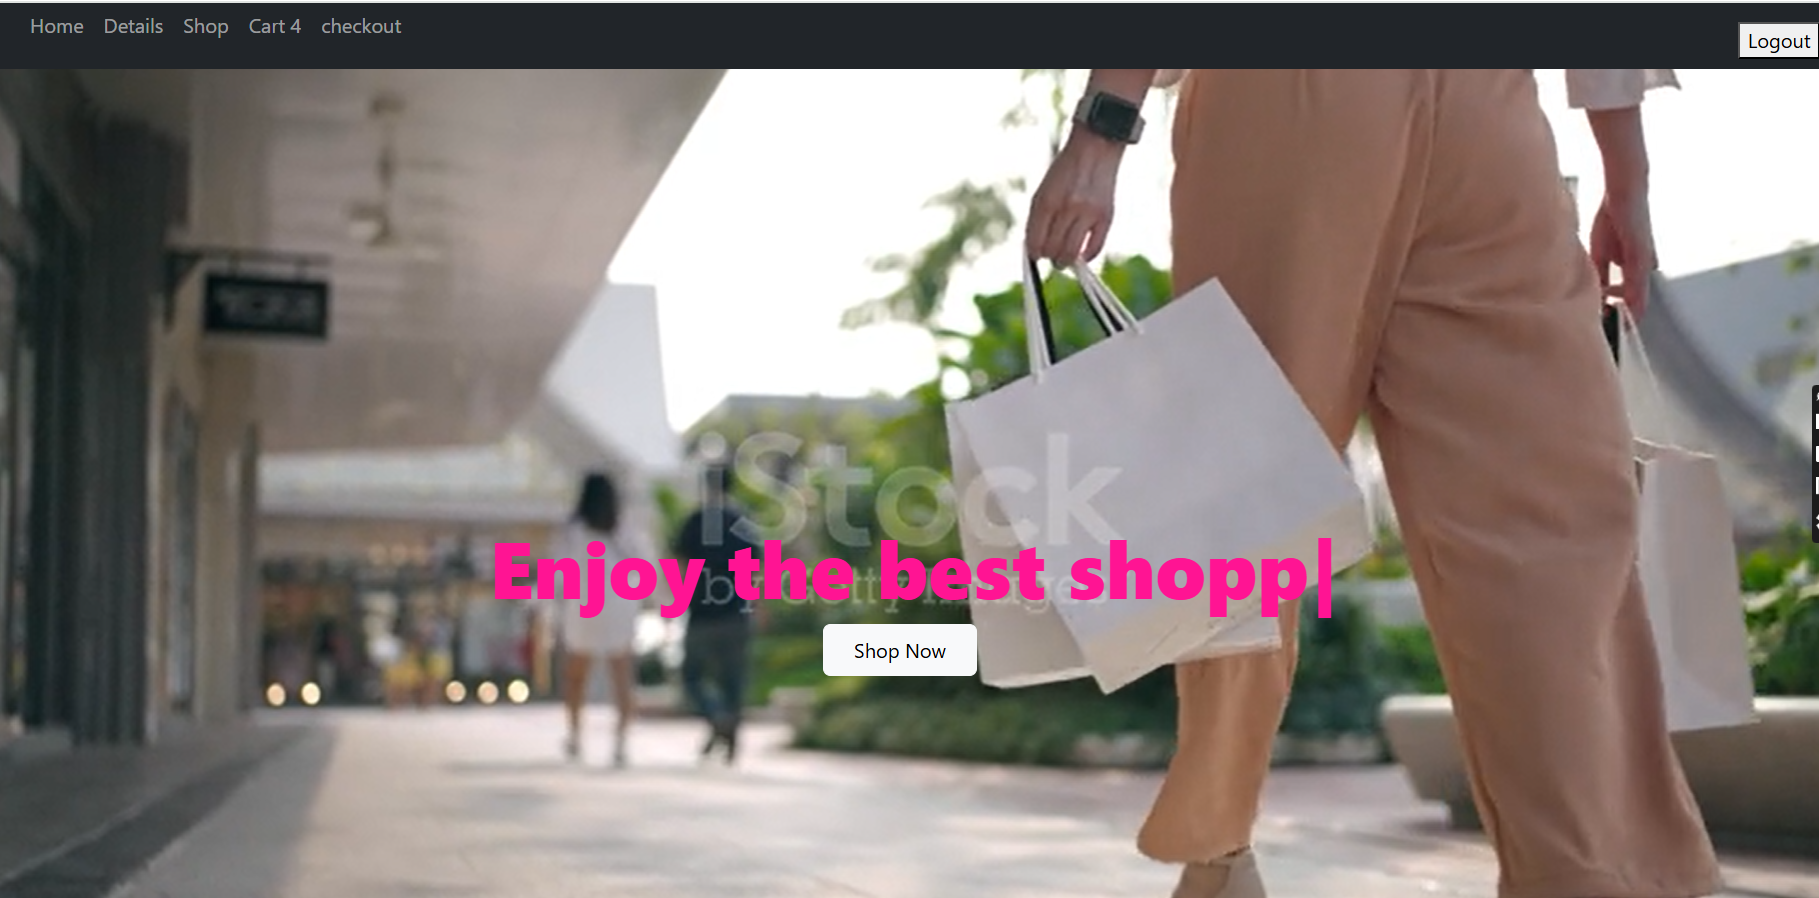 Home Details Shop Cart 4 checkout
Logout
iStock
Enjoy the best shopp|
by Getty Images
Shop Now